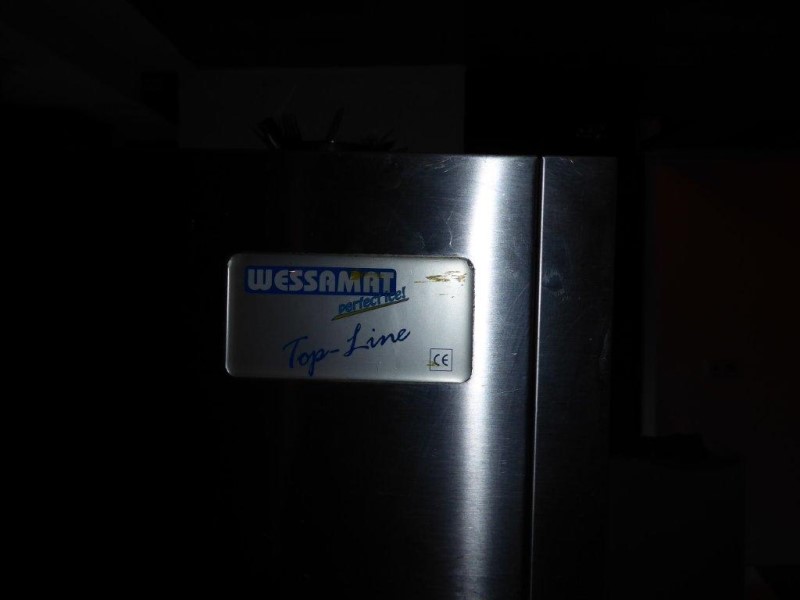 WESSAMAT
perfect ice!
Top-Line
CE